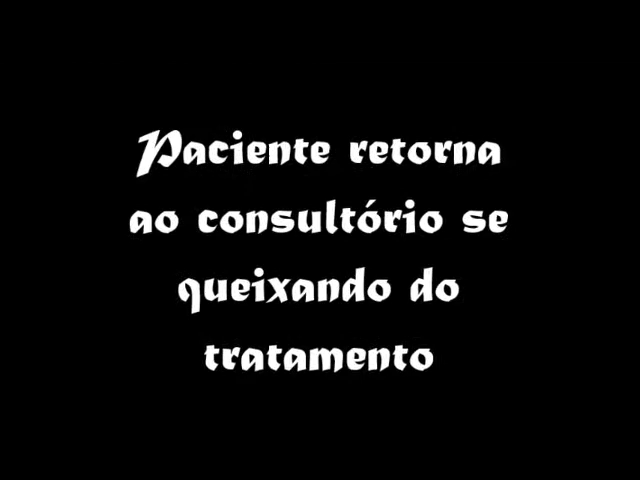 Paciente retorna
ao consultório se
queixando do
tratamento